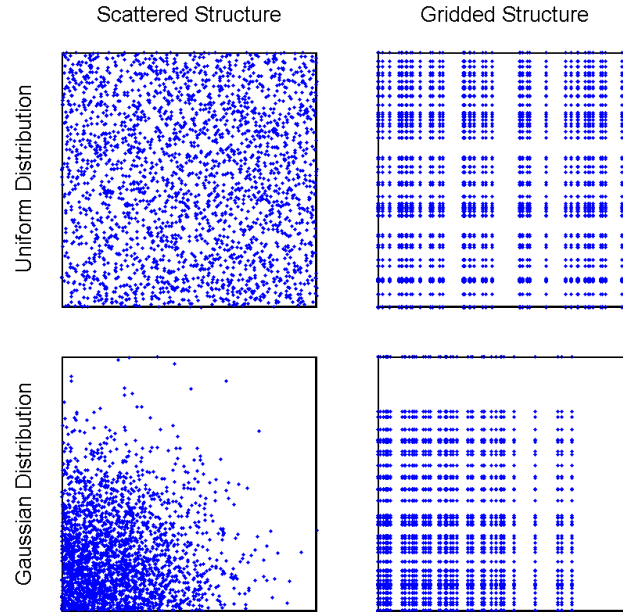 Scattered Structure
Gridded Structure
Uniform Distribution
Gaussian Distribution